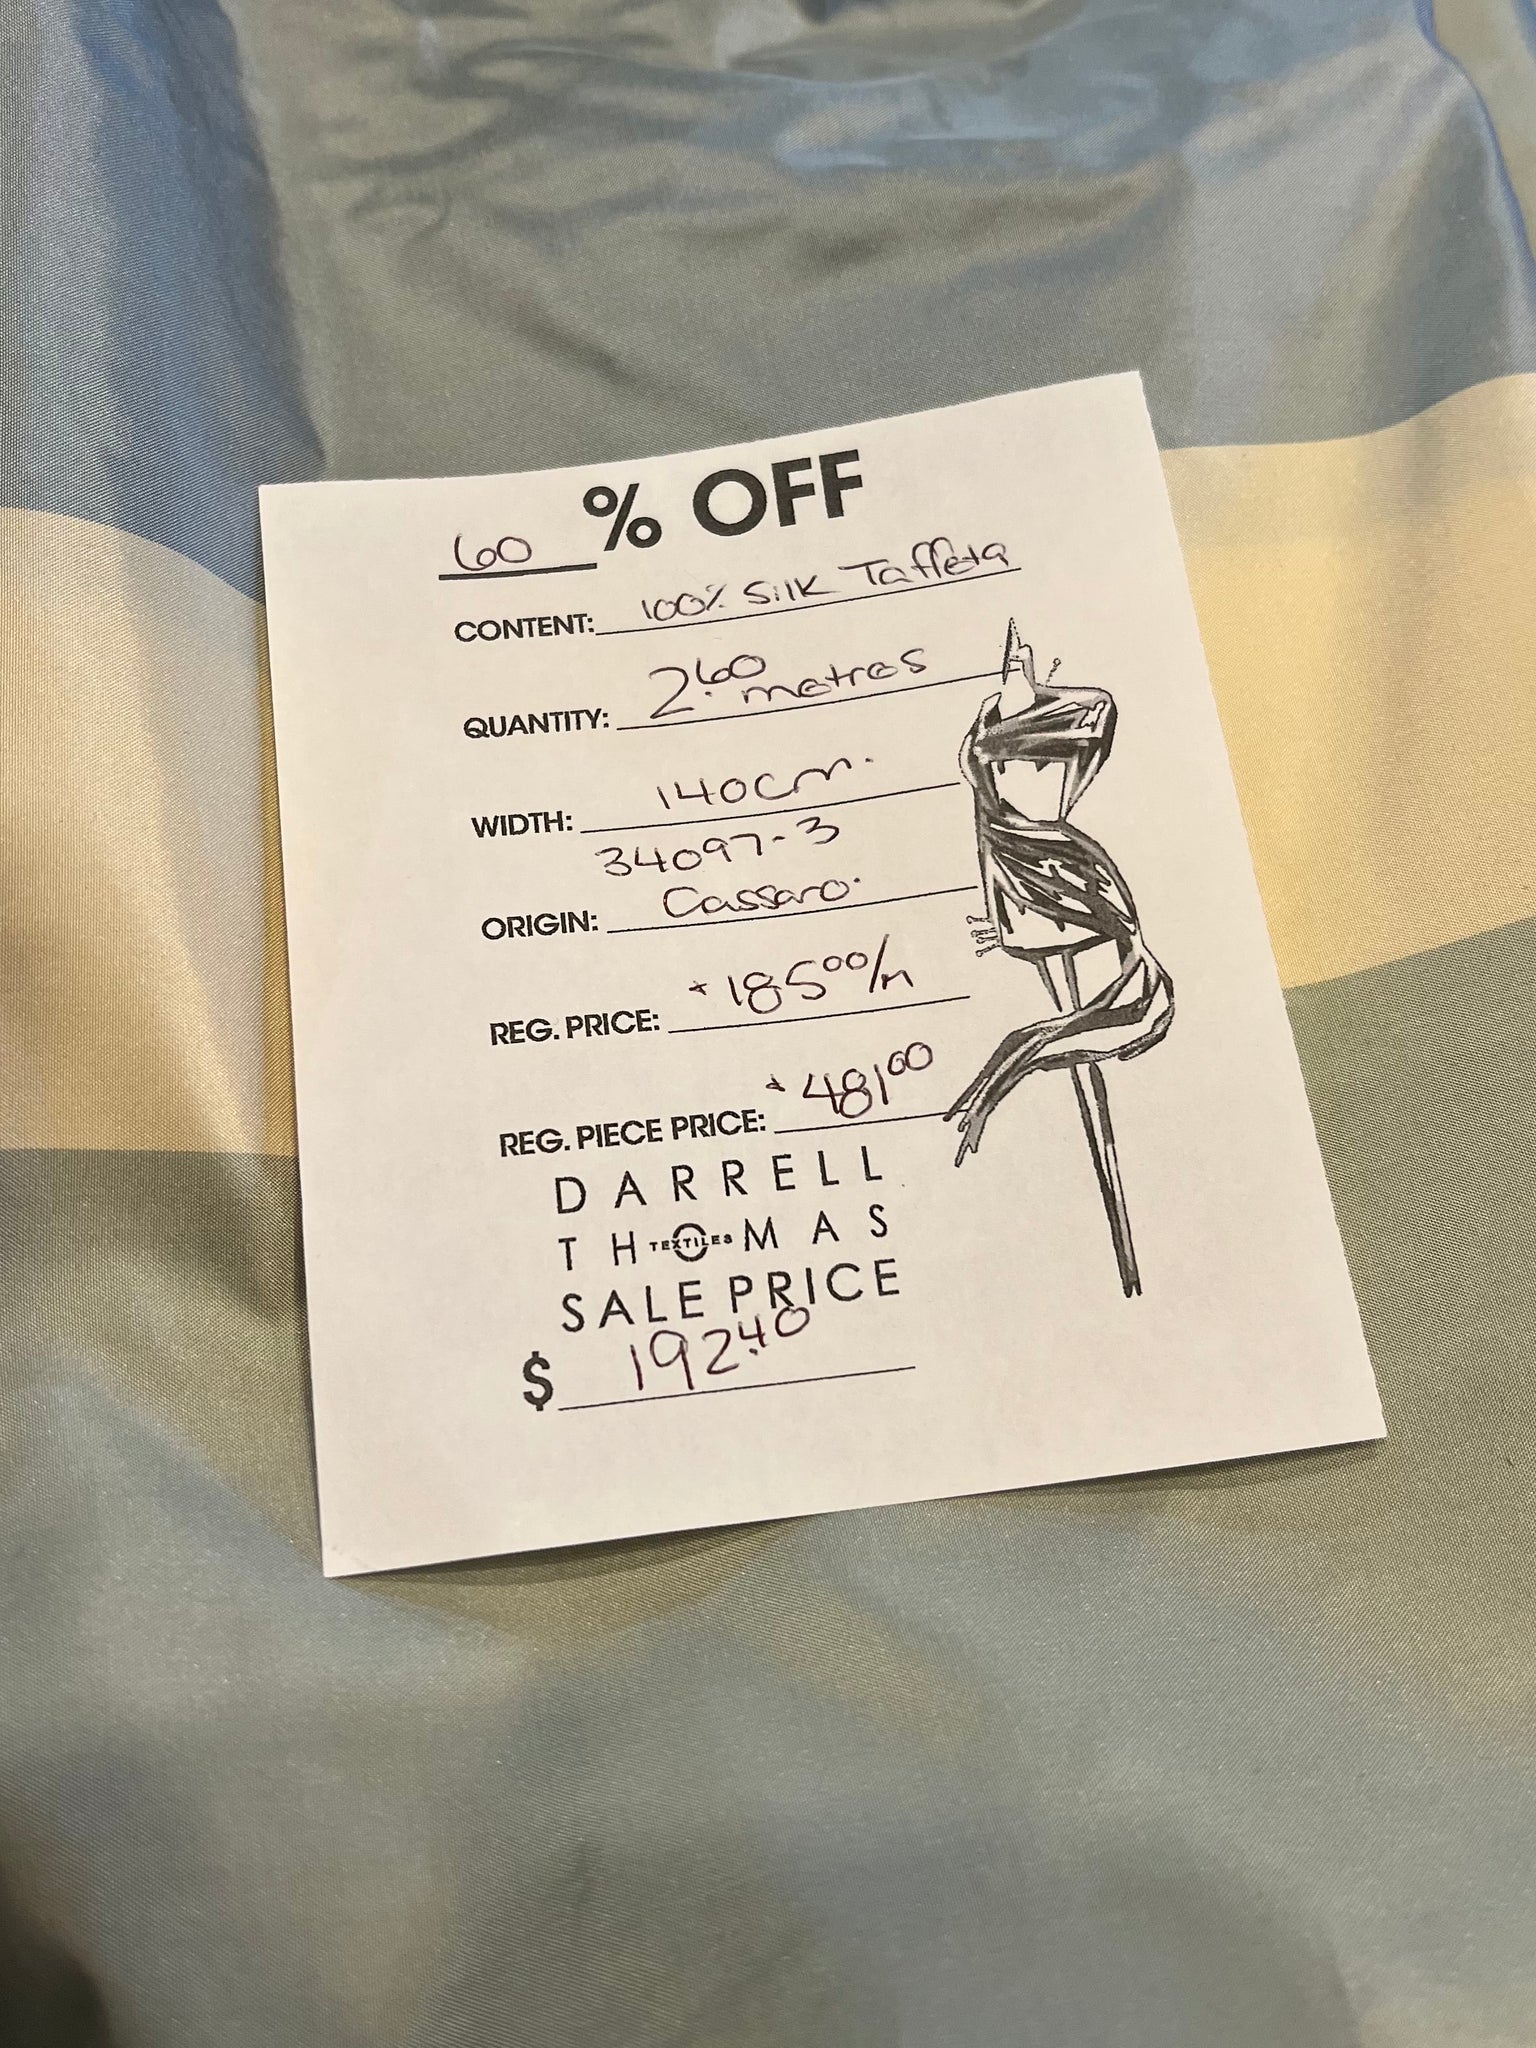 60 % OFF
CONTENT: 100% Silk Taffeta
QUANTITY: 2.60 metres
WIDTH: 140cm.
34097-3
ORIGIN: Cassaro.
REG. PRICE: $185.00/m
REG. PIECE PRICE: $481.00
DARRELL
THOMAS
TEXTILES
SALE PRICE
$ 192.40